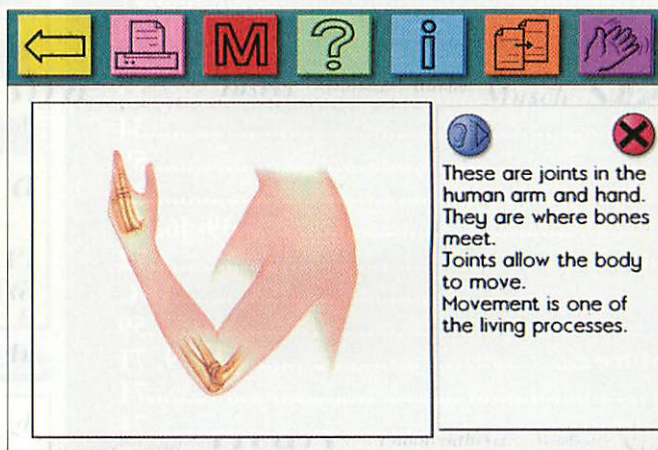 M
?
i
These are joints in the
human arm and hand.
They are where bones
meet.
Joints allow the body
to move.
Movement is one of
the living processes.